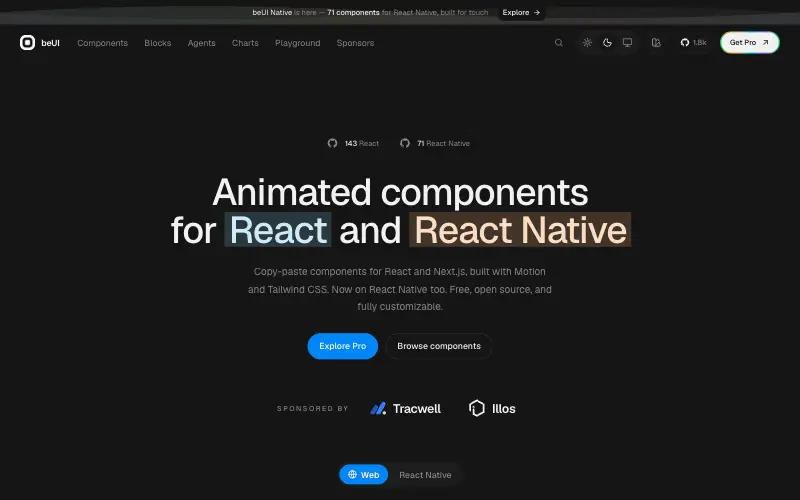 beUI Native is here — 71 components for React Native, built for touch Explore →
beUI Components Blocks Agents Charts Playground Sponsors 1.8k Get Pro ↗
143 React 71 React Native
Animated components
for React and React Native
Copy-paste components for React and Next.js, built with Motion
and Tailwind CSS. Now on React Native too. Free, open source, and
fully customizable.
Explore Pro Browse components
SPONSORED BY Tracwell Illos
Web React Native